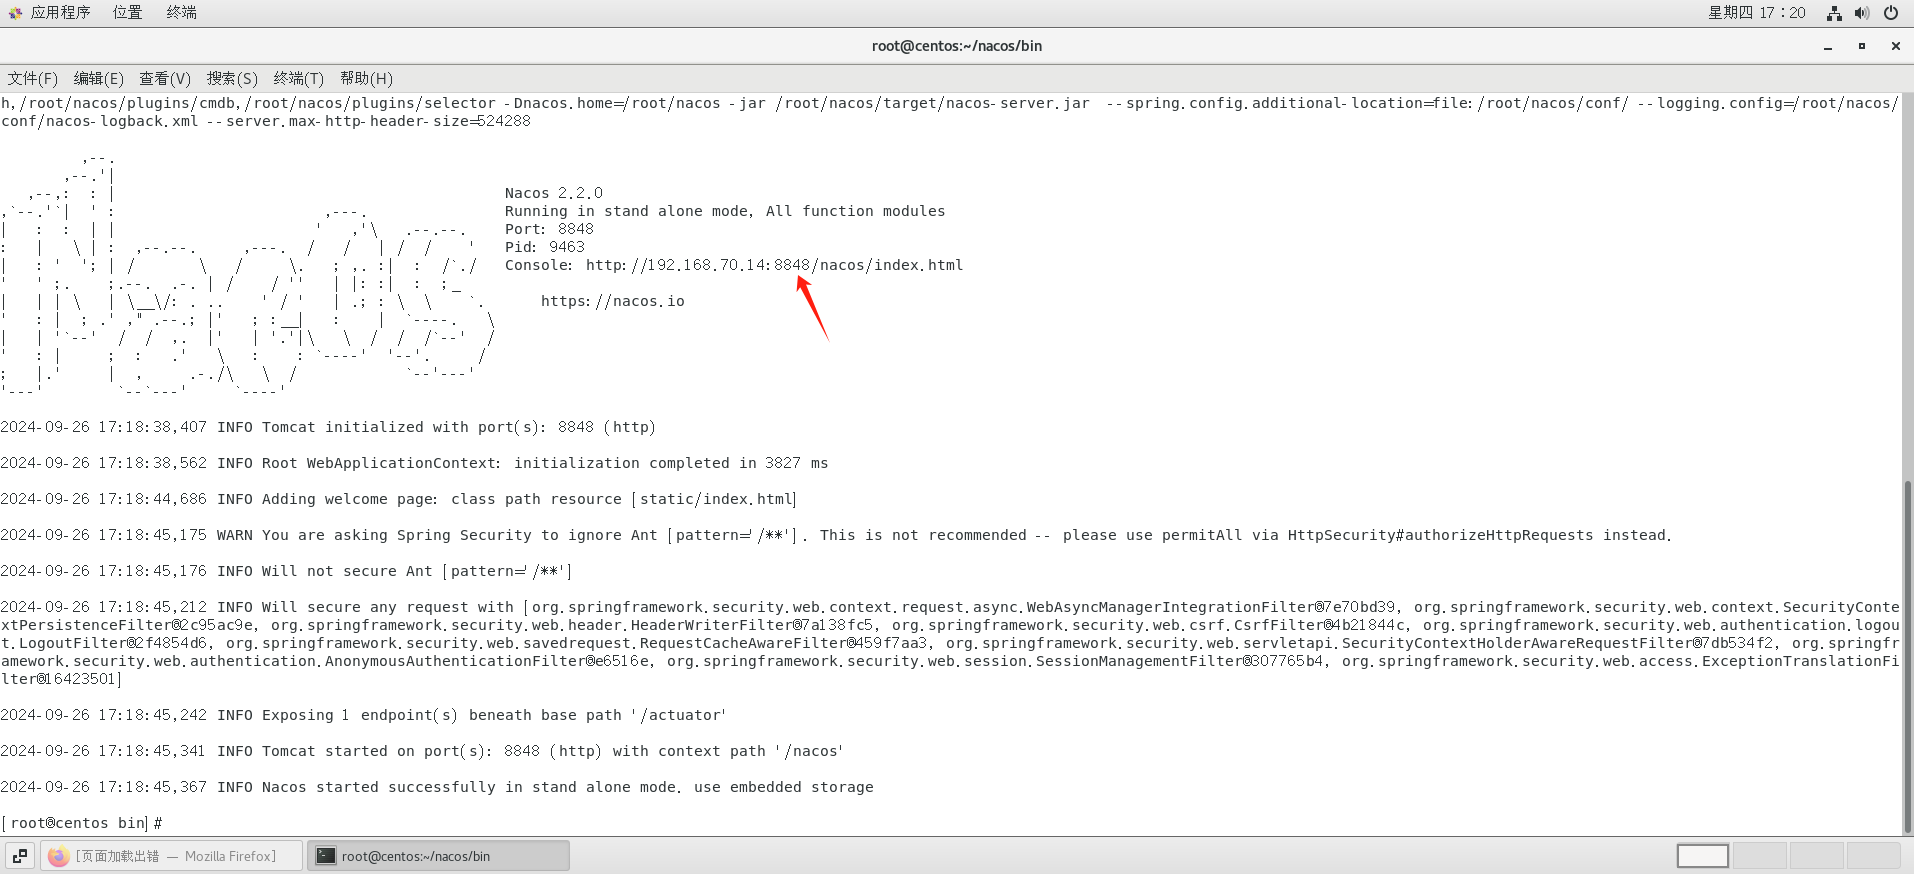 应用程序 位置 终端 星期四 17：20
root@centos:~/nacos/bin
文件(F) 编辑(E) 查看(V) 搜索(S) 终端(T) 帮助(H)
h,/root/nacos/plugins/cmdb,/root/nacos/plugins/selector -Dnacos.home=/root/nacos -jar /root/nacos/target/nacos-server.jar  --spring.config.additional-location=file:/root/nacos/conf/ --logging.config=/root/nacos/
conf/nacos-logback.xml --server.max-http-header-size=524288
Nacos 2.2.0
Running in stand alone mode, All function modules
Port: 8848
Pid: 9463
Console: http://192.168.70.14:8848/nacos/index.html
https://nacos.io
2024-09-26 17:18:38,407 INFO Tomcat initialized with port(s): 8848 (http)
2024-09-26 17:18:38,562 INFO Root WebApplicationContext: initialization completed in 3827 ms
2024-09-26 17:18:44,686 INFO Adding welcome page: class path resource [static/index.html]
2024-09-26 17:18:45,175 WARN You are asking Spring Security to ignore Ant [pattern='/**']. This is not recommended -- please use permitAll via HttpSecurity#authorizeHttpRequests instead.
2024-09-26 17:18:45,176 INFO Will not secure Ant [pattern='/**']
2024-09-26 17:18:45,212 INFO Will secure any request with [org.springframework.security.web.context.request.async.WebAsyncManagerIntegrationFilter@7e70bd39, org.springframework.security.web.context.SecurityConte
xtPersistenceFilter@2c95ac9e, org.springframework.security.web.header.HeaderWriterFilter@7a138fc5, org.springframework.security.web.csrf.CsrfFilter@4b21844c, org.springframework.security.web.authentication.logou
t.LogoutFilter@2f4854d6, org.springframework.security.web.savedrequest.RequestCacheAwareFilter@459f7aa3, org.springframework.security.web.servletapi.SecurityContextHolderAwareRequestFilter@7db534f2, org.springfr
amework.security.web.authentication.AnonymousAuthenticationFilter@e6516e, org.springframework.security.web.session.SessionManagementFilter@307765b4, org.springframework.security.web.access.ExceptionTranslationFi
lter@16423501]
2024-09-26 17:18:45,242 INFO Exposing 1 endpoint(s) beneath base path '/actuator'
2024-09-26 17:18:45,341 INFO Tomcat started on port(s): 8848 (http) with context path '/nacos'
2024-09-26 17:18:45,367 INFO Nacos started successfully in stand alone mode. use embedded storage
[root@centos bin]#
[页面加载出错 — Mozilla Firefox] root@centos:~/nacos/bin